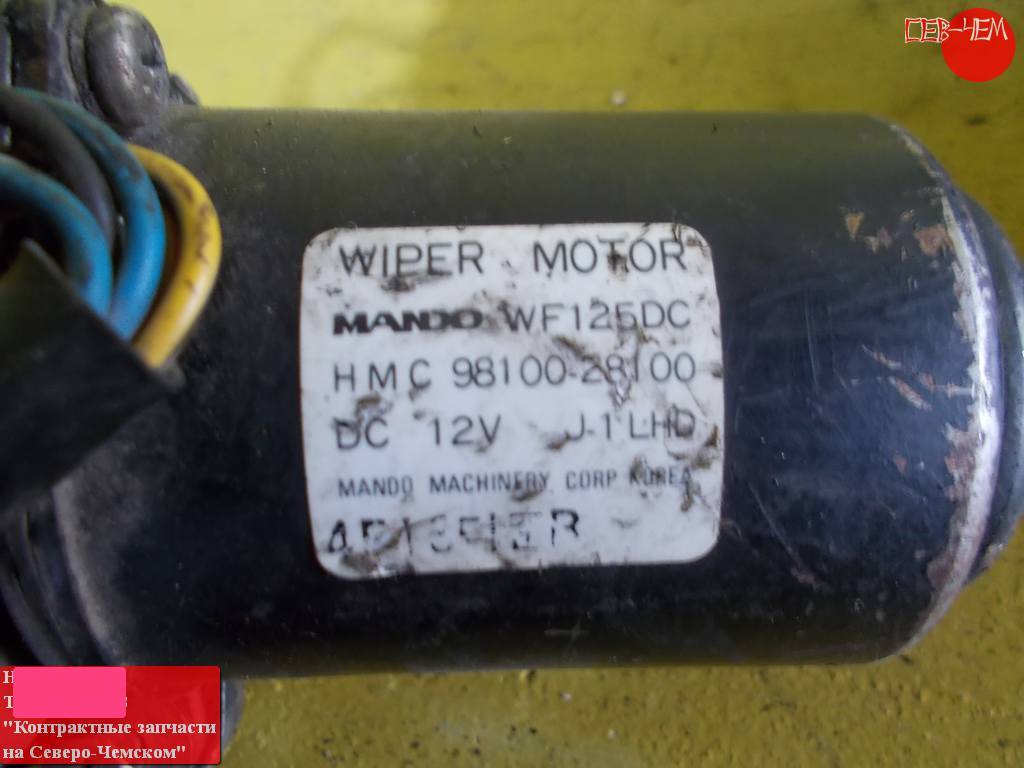 СЕВ-ЧЕМ
WIPER MOTOR
MANDO WF125DC
HMC 98100-28100
DC 12V J-1 LHD
MANDO MACHINERY CORP KOREA
"Контрактные запчасти
на Северо-Чемском"